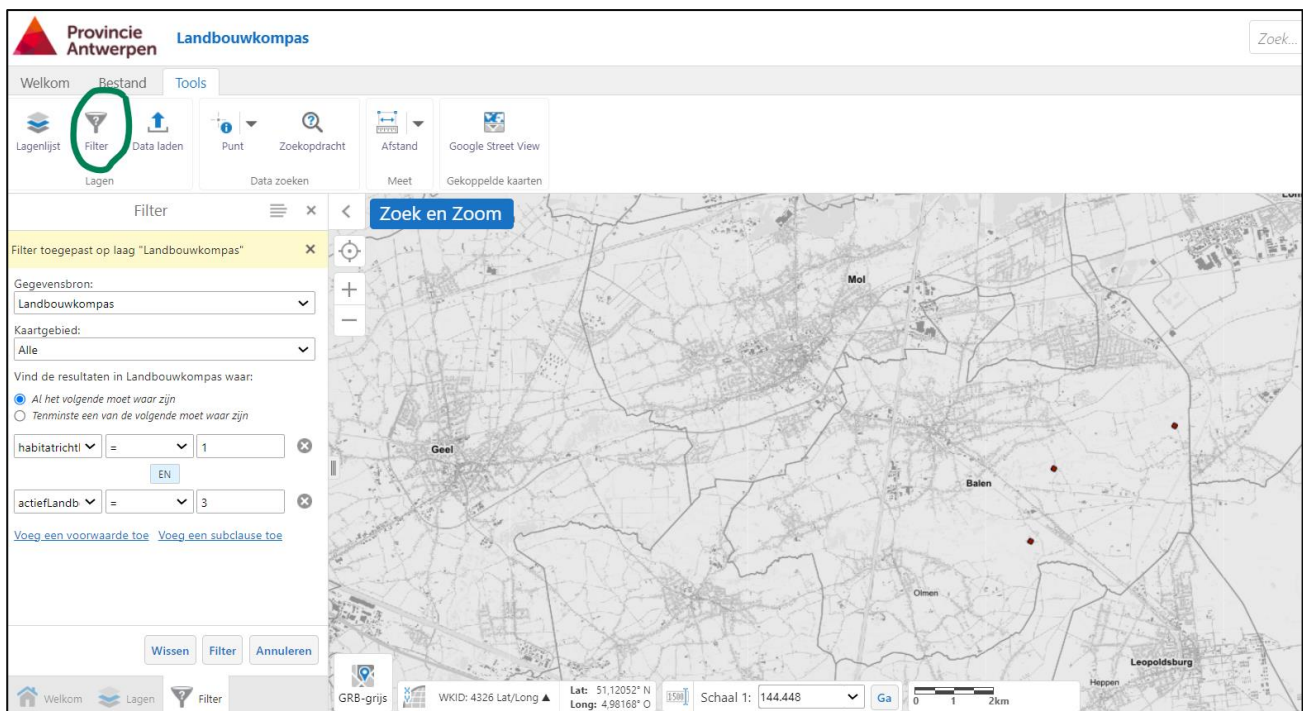 Provincie
Antwerpen
Landbouwkompas
Zoek...
Welkom Bestand Tools
Lagenlijst Filter Data laden Punt Zoekopdracht Afstand Google Street View
Lagen Data zoeken Meet Gekoppelde kaarten
Filter
Zoek en Zoom
Filter toegepast op laag "Landbouwkompas"
Gegevensbron:
Landbouwkompas
Kaartgebied:
Alle
Vind de resultaten in Landbouwkompas waar:
Al het volgende moet waar zijn
Tenminste een van de volgende moet waar zijn
habitatrichtl = 1
EN
actiefLandb = 3
Voeg een voorwaarde toe Voeg een subclause toe
Wissen Filter Annuleren
Welkom Lagen Filter
Mol
Geel
Balen
Olmen
Leopoldsburg
Heppen
GRB-grijs
WKID: 4326 Lat/Long
Lat: 51,12052° N
Long: 4,98168° O
Schaal 1: 144.448
Ga
0 1 2km